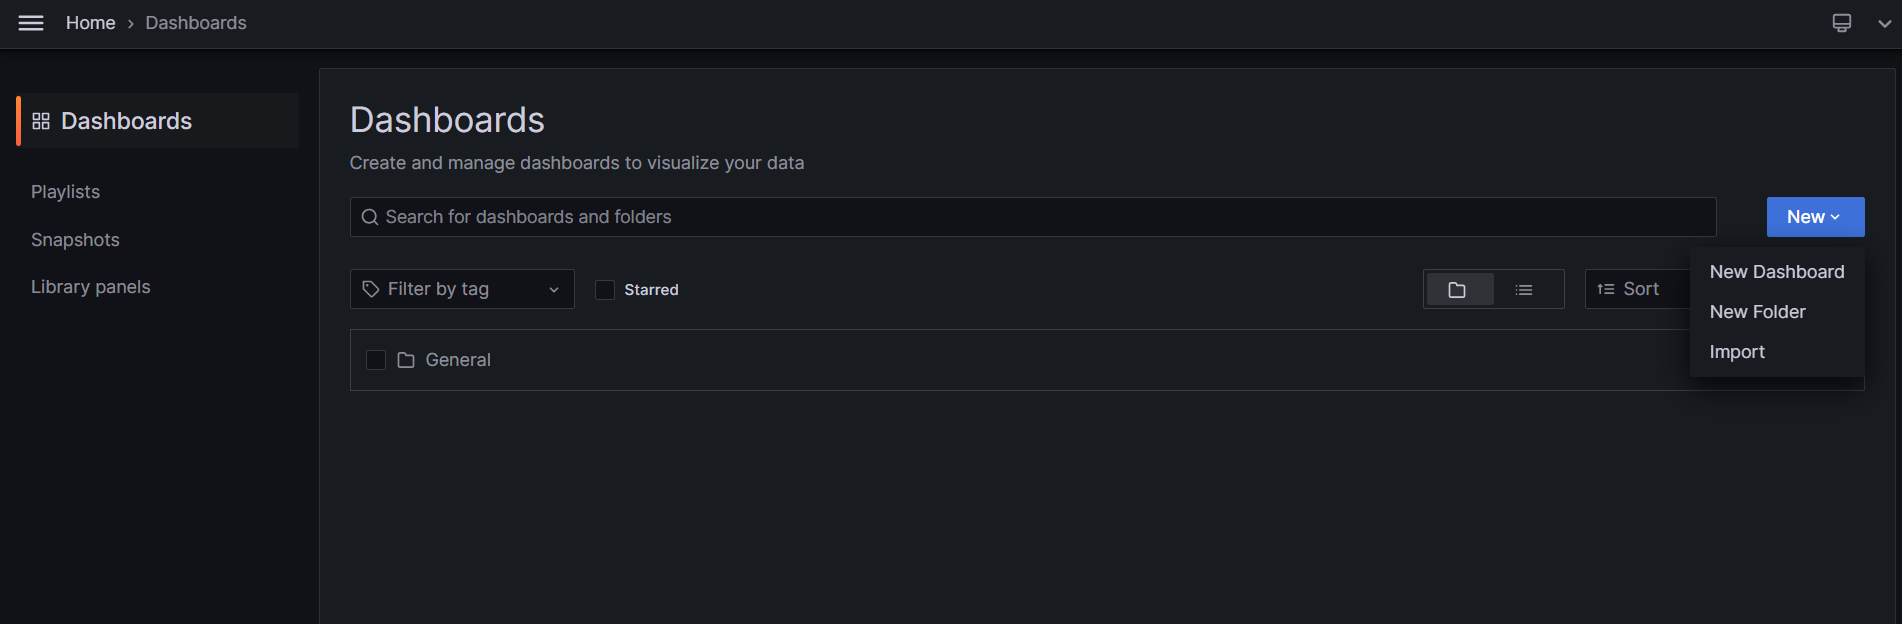 Home > Dashboards
Dashboards
Playlists
Snapshots
Library panels
Dashboards
Create and manage dashboards to visualize your data
Search for dashboards and folders
New
Filter by tag
Starred
Sort
New Dashboard
New Folder
Import
General